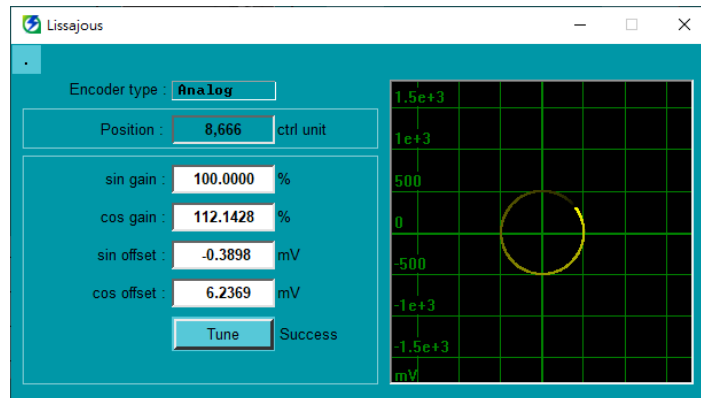 Lissajous
.
Encoder type : Analog
Position : 8,666 ctrl unit
sin gain : 100.0000 %
cos gain : 112.1428 %
sin offset : -0.3898 mV
cos offset : 6.2369 mV
Tune Success
1.5e+3
1e+3
500
0
-500
-1e+3
-1.5e+3
mV